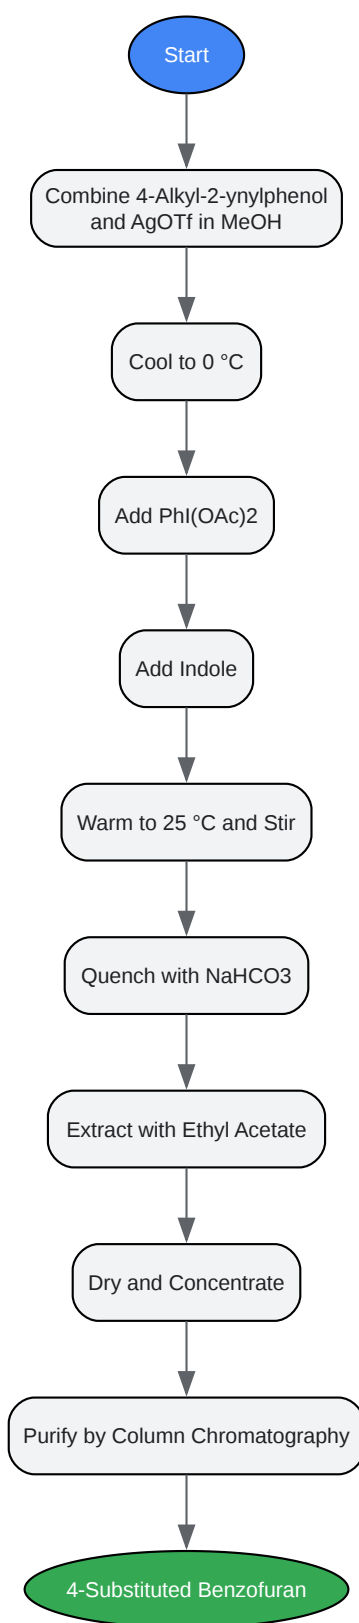 Start
Combine 4-Alkyl-2-ynylphenol
and AgOTf in MeOH
Cool to 0 °C
Add PhI(OAc)2
Add Indole
Warm to 25 °C and Stir
Quench with NaHCO3
Extract with Ethyl Acetate
Dry and Concentrate
Purify by Column Chromatography
4-Substituted Benzofuran